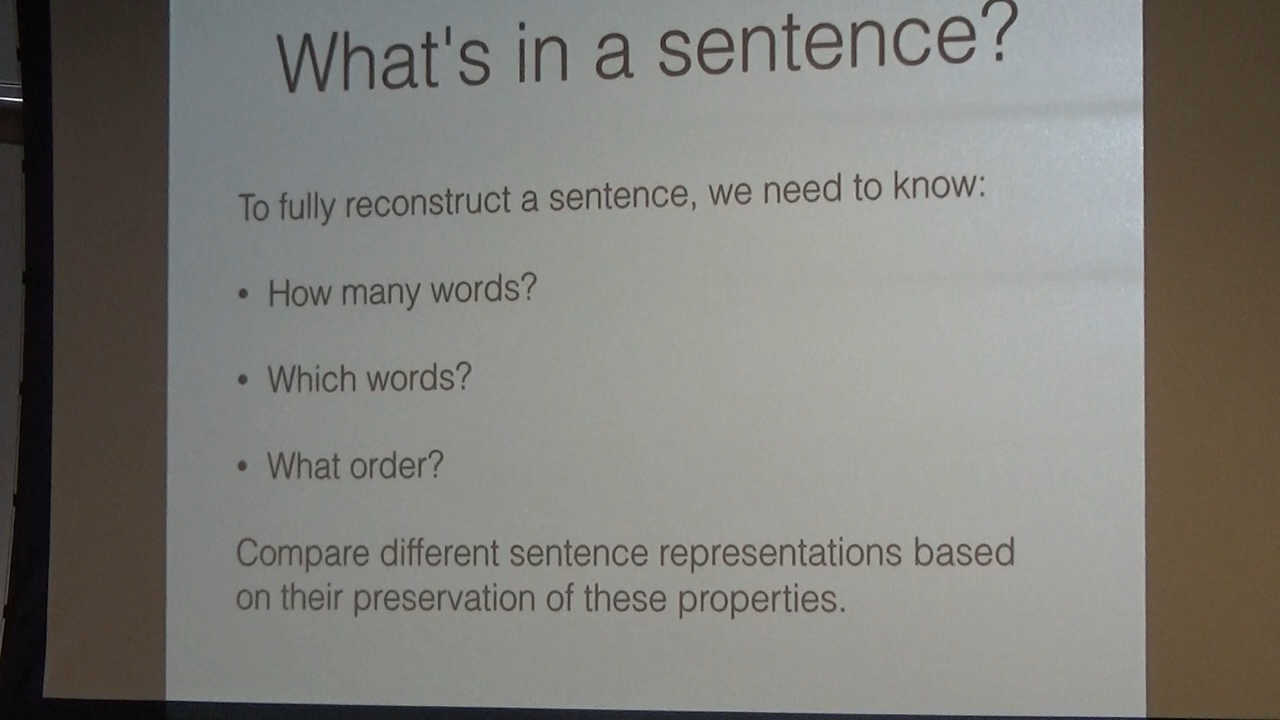 What's in a sentence?
To fully reconstruct a sentence, we need to know:
• How many words?
• Which words?
• What order?
Compare different sentence representations based
on their preservation of these properties.